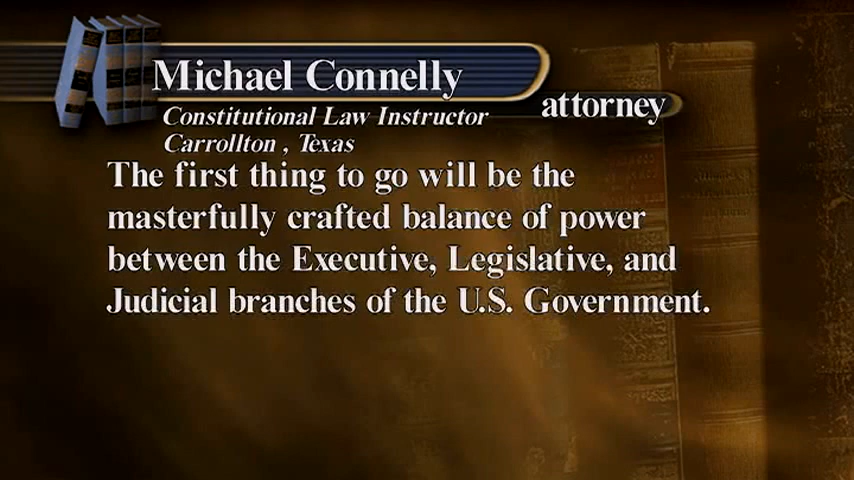 Michael Connelly
attorney
Constitutional Law Instructor
Carrollton , Texas
The first thing to go will be the
masterfully crafted balance of power
between the Executive, Legislative, and
Judicial branches of the U.S. Government.